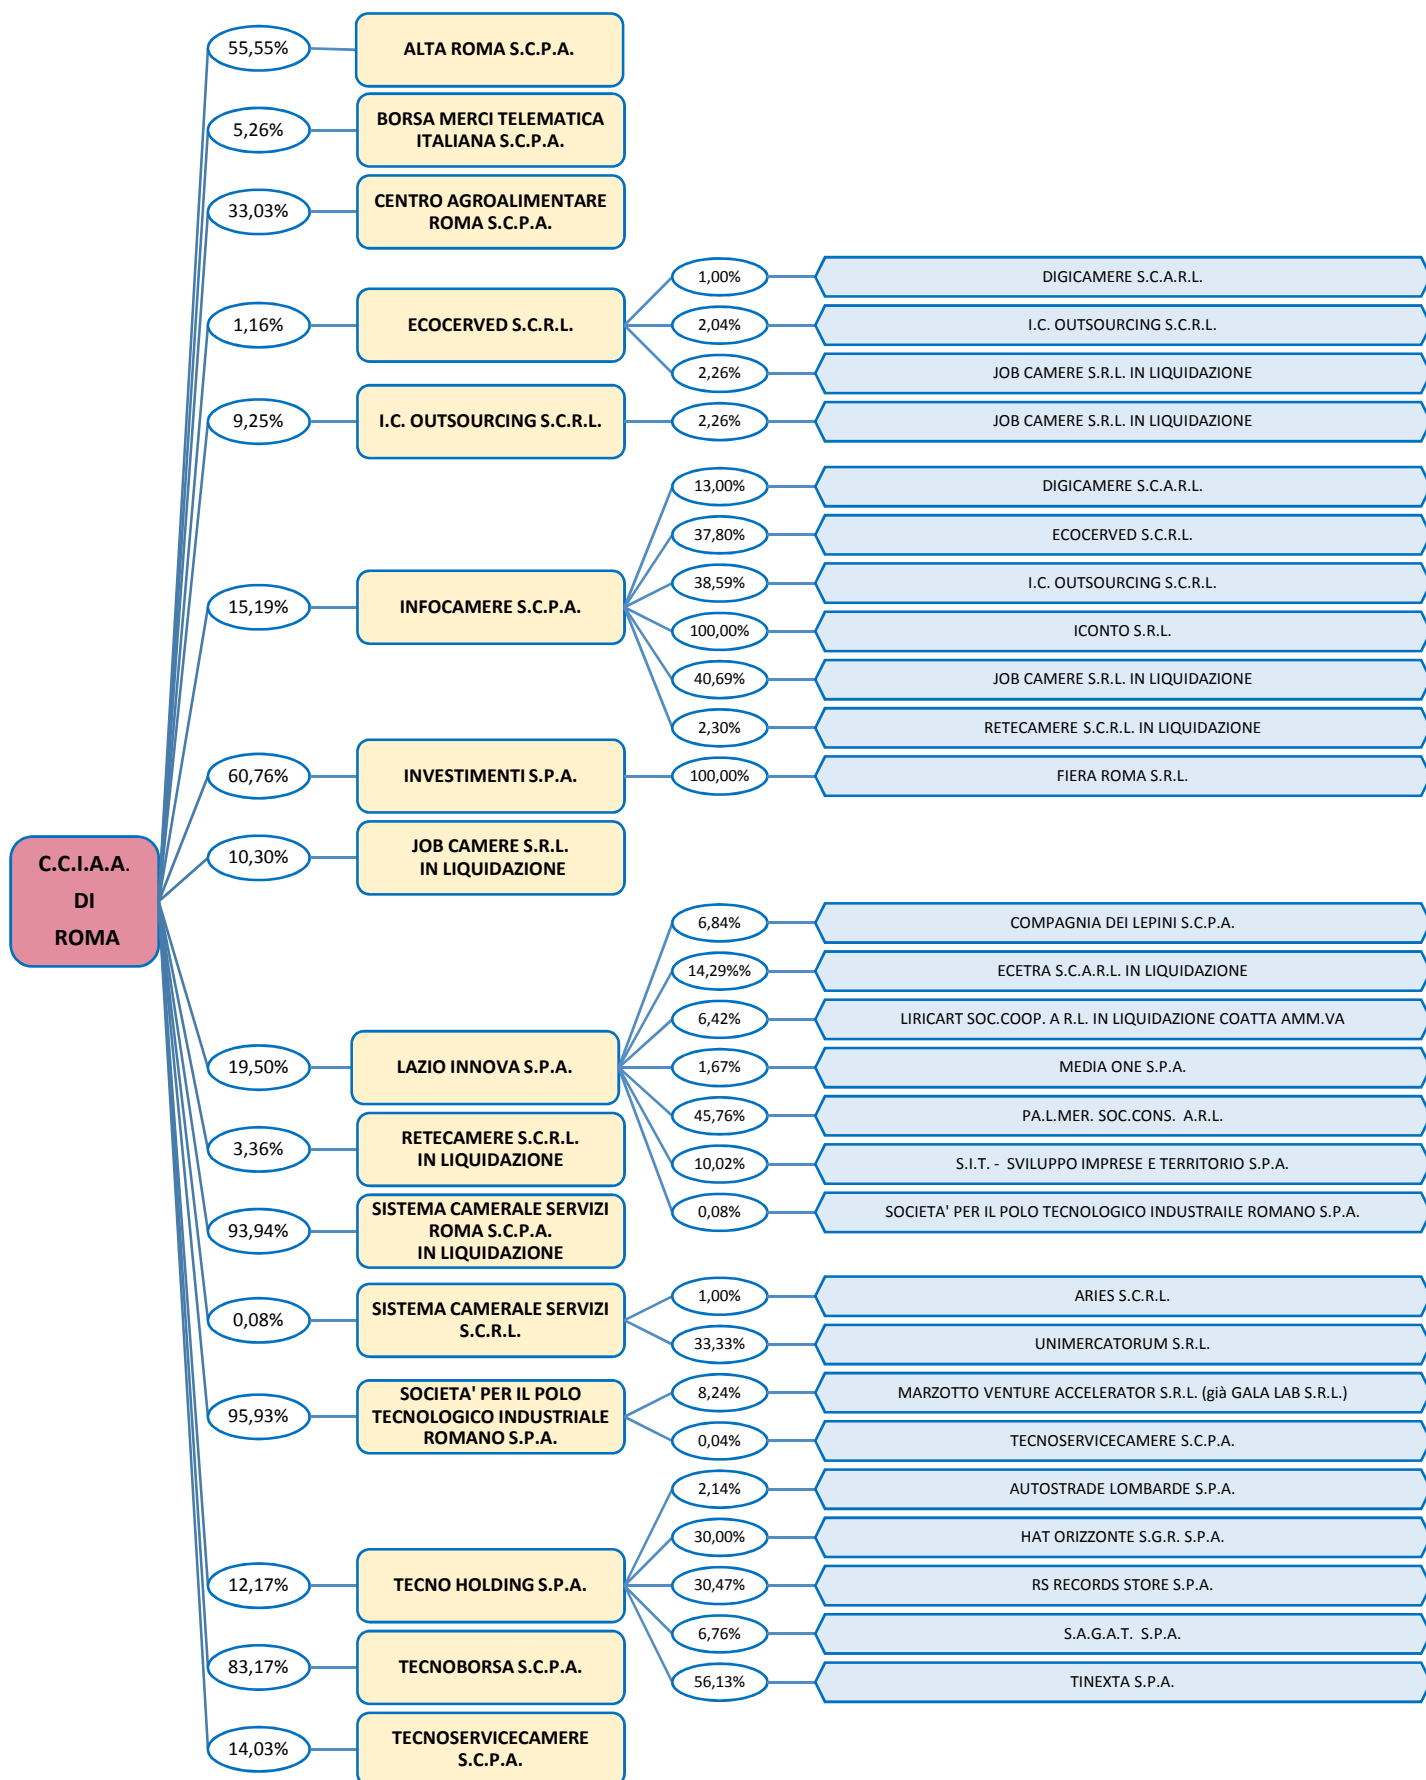 55,55%
ALTA ROMA S.C.P.A.
5,26%
BORSA MERCI TELEMATICA
ITALIANA S.C.P.A.
33,03%
CENTRO AGROALIMENTARE
ROMA S.C.P.A.
1,16%
ECOCERVED S.C.R.L.
1,00%
DIGICAMERE S.C.A.R.L.
2,04%
I.C. OUTSOURCING S.C.R.L.
2,26%
JOB CAMERE S.R.L. IN LIQUIDAZIONE
9,25%
I.C. OUTSOURCING S.C.R.L.
2,26%
JOB CAMERE S.R.L. IN LIQUIDAZIONE
15,19%
INFOCAMERE S.C.P.A.
13,00%
DIGICAMERE S.C.A.R.L.
37,80%
ECOCERVED S.C.R.L.
38,59%
I.C. OUTSOURCING S.C.R.L.
100,00%
ICONTO S.R.L.
40,69%
JOB CAMERE S.R.L. IN LIQUIDAZIONE
2,30%
RETECAMERE S.C.R.L. IN LIQUIDAZIONE
60,76%
INVESTIMENTI S.P.A.
100,00%
FIERA ROMA S.R.L.
C.C.I.A.A.
DI
ROMA
10,30%
JOB CAMERE S.R.L.
IN LIQUIDAZIONE
19,50%
LAZIO INNOVA S.P.A.
6,84%
COMPAGNIA DEI LEPINI S.C.P.A.
14,29%%
ECETRA S.C.A.R.L. IN LIQUIDAZIONE
6,42%
LIRICART SOC.COOP. A R.L. IN LIQUIDAZIONE COATTA AMM.VA
1,67%
MEDIA ONE S.P.A.
45,76%
PA.L.MER. SOC.CONS. A.R.L.
10,02%
S.I.T. - SVILUPPO IMPRESE E TERRITORIO S.P.A.
0,08%
SOCIETA' PER IL POLO TECNOLOGICO INDUSTRAILE ROMANO S.P.A.
3,36%
RETECAMERE S.C.R.L.
IN LIQUIDAZIONE
93,94%
SISTEMA CAMERALE SERVIZI
ROMA S.C.P.A.
IN LIQUIDAZIONE
0,08%
SISTEMA CAMERALE SERVIZI
S.C.R.L.
1,00%
ARIES S.C.R.L.
33,33%
UNIMERCATORUM S.R.L.
95,93%
SOCIETA' PER IL POLO
TECNOLOGICO INDUSTRIALE
ROMANO S.P.A.
8,24%
MARZOTTO VENTURE ACCELERATOR S.R.L. (già GALA LAB S.R.L.)
0,04%
TECNOSERVICECAMERE S.C.P.A.
12,17%
TECNO HOLDING S.P.A.
2,14%
AUTOSTRADE LOMBARDE S.P.A.
30,00%
HAT ORIZZONTE S.G.R. S.P.A.
30,47%
RS RECORDS STORE S.P.A.
6,76%
S.A.G.A.T. S.P.A.
56,13%
TINEXTA S.P.A.
83,17%
TECNOBORSA S.C.P.A.
14,03%
TECNOSERVICECAMERE
S.C.P.A.